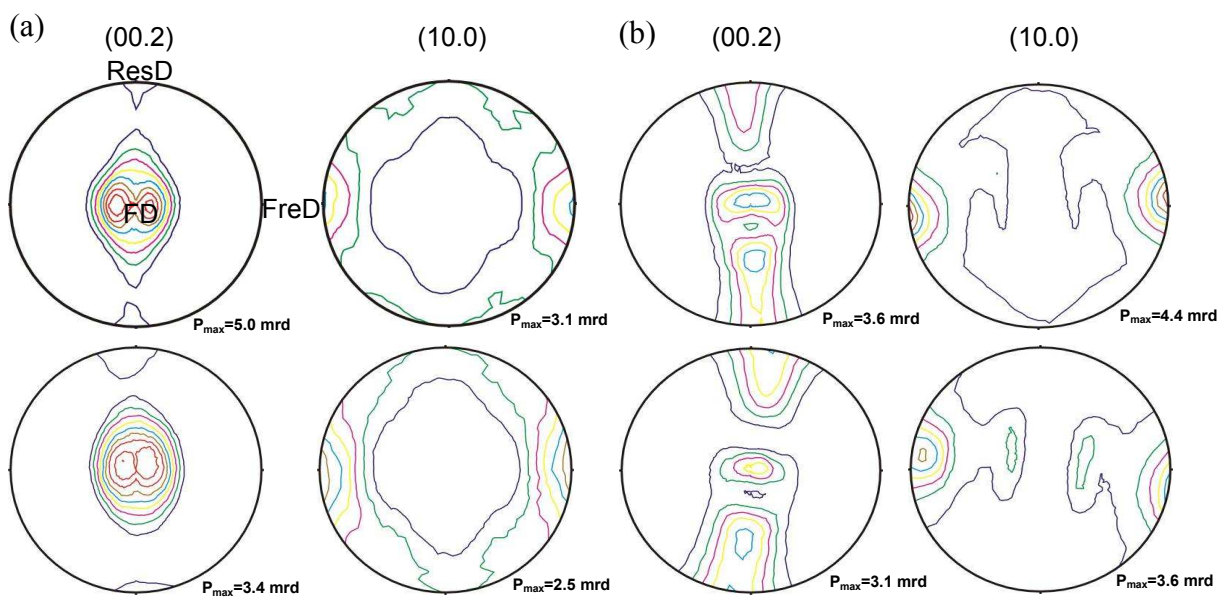 (a)
(00.2)
(10.0)
(b)
(00.2)
(10.0)
ResD
FD
FreD
Pmax=5.0 mrd
Pmax=3.1 mrd
Pmax=3.6 mrd
Pmax=4.4 mrd
Pmax=3.4 mrd
Pmax=2.5 mrd
Pmax=3.1 mrd
Pmax=3.6 mrd